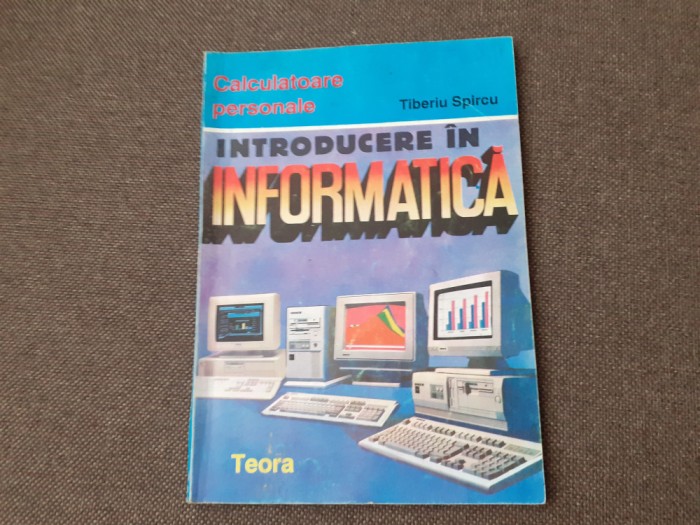 Calculatoare
personale
Tiberiu Spircu
INTRODUCERE ÎN
INFORMATICĂ
Teora